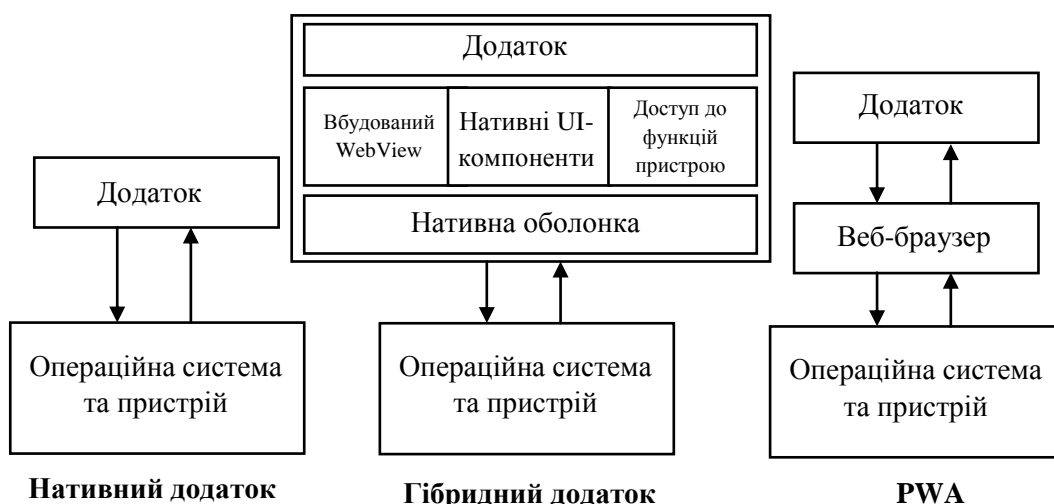 Додаток
Операційна система
та пристрій
Нативний додаток
Додаток
Вбудований
WebView
Нативні UI-
компоненти
Доступ до
функцій
пристрою
Нативна оболонка
Операційна система
та пристрій
Гібридний додаток
Додаток
Веб-браузер
Операційна система
та пристрій
PWA